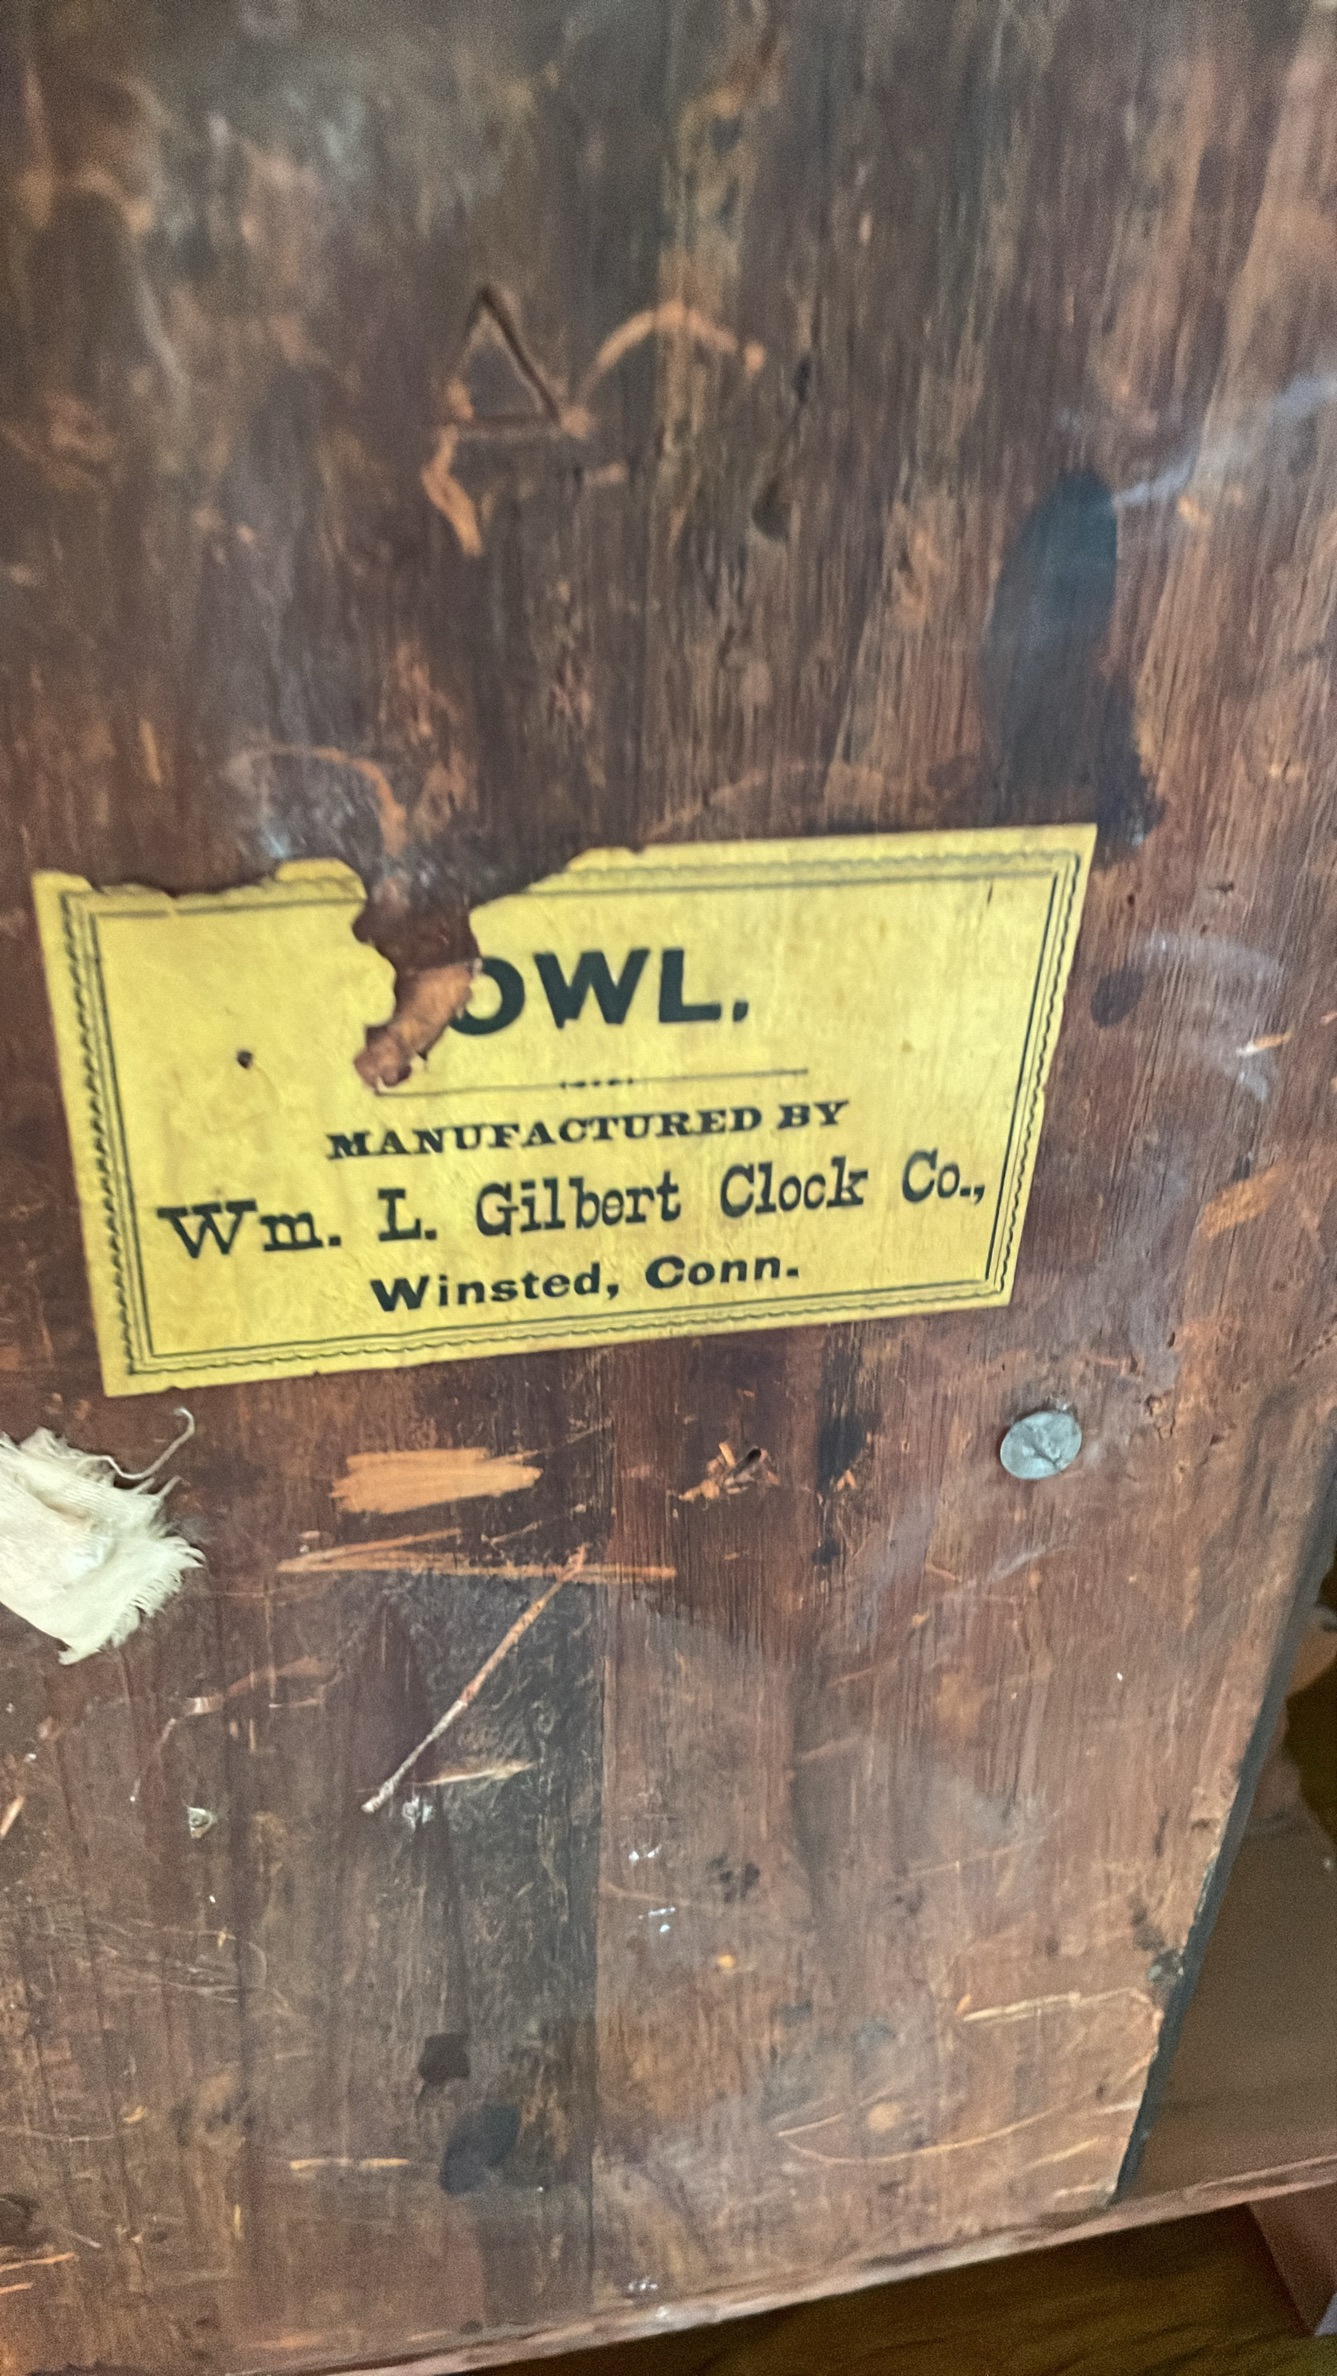 OWL.
MANUFACTURED BY
Wm. L. Gilbert Clock Co.,
Winsted, Conn.